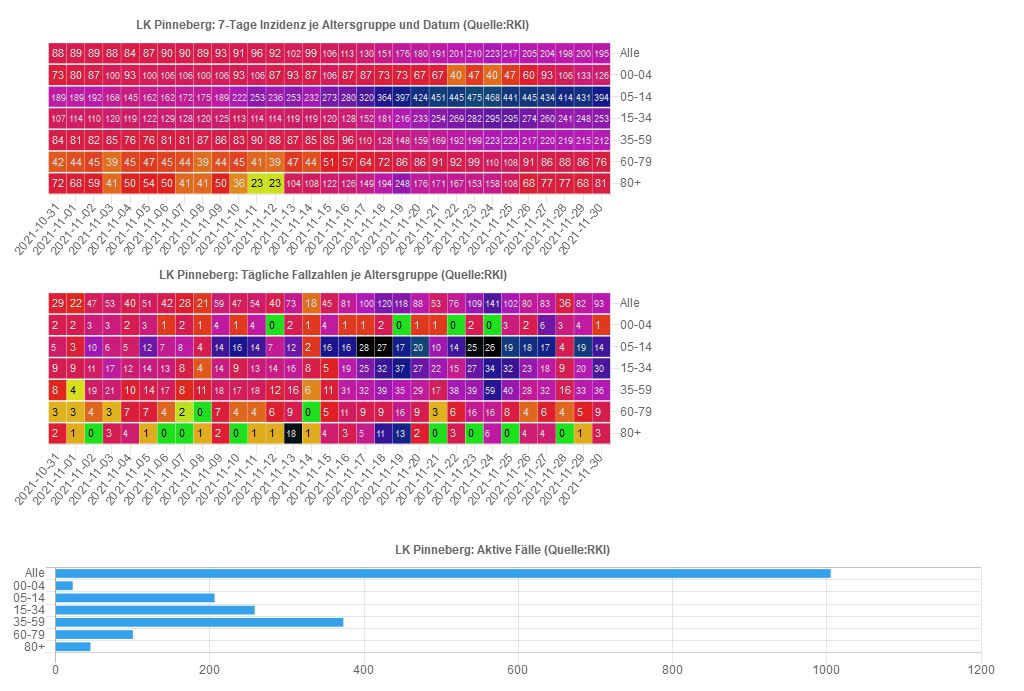 LK Pinneberg: 7-Tage Inzidenz je Altersgruppe und Datum (Quelle:RKI)
88 89 89 88 84 87 90 90 89 93 91 96 92 102 99 106 113 130 151 176 180 191 201 210 223 217 205 204 198 200 195 Alle
73 80 87 100 93 100 106 106 100 106 93 106 87 93 87 106 87 87 73 73 67 67 40 47 40 47 60 93 106 133 126 00-04
189 189 192 168 145 162 162 172 175 189 222 253 236 253 232 273 280 320 364 397 424 451 445 475 468 441 445 434 414 431 394 05-14
107 114 110 120 119 122 129 128 120 125 113 114 114 119 119 120 128 152 181 216 233 254 269 282 295 295 274 260 241 248 253 15-34
84 81 82 85 76 76 81 81 87 86 83 90 88 87 85 85 96 110 128 148 159 169 192 199 223 223 217 220 219 215 212 35-59
42 44 45 39 45 47 45 44 39 44 45 41 39 47 44 51 51 57 64 72 86 86 91 92 99 110 108 91 86 88 86 76 60-79
72 68 59 41 50 54 50 41 41 50 36 23 23 104 108 122 126 149 194 248 176 171 167 153 158 108 68 77 77 68 81 80+
2021-10-31 2021-11-01 2021-11-02 2021-11-03 2021-11-04 2021-11-05 2021-11-06 2021-11-07 2021-11-08 2021-11-09 2021-11-10 2021-11-11 2021-11-12 2021-11-13 2021-11-14 2021-11-15 2021-11-16 2021-11-17 2021-11-18 2021-11-19 2021-11-20 2021-11-21 2021-11-22 2021-11-23 2021-11-24 2021-11-25 2021-11-26 2021-11-27 2021-11-28 2021-11-29 2021-11-30
LK Pinneberg: Tägliche Fallzahlen je Altersgruppe (Quelle:RKI)
29 22 47 53 40 51 42 28 21 59 47 54 40 73 18 45 81 100 120 118 88 53 76 109 141 102 80 83 36 82 93 Alle
2 2 3 3 2 3 1 2 1 4 1 4 0 2 1 4 1 1 2 0 1 1 0 2 0 3 2 6 3 4 1 00-04
5 3 10 6 5 12 7 8 4 14 16 14 7 12 2 16 16 28 27 17 20 10 14 25 26 19 18 17 4 19 14 05-14
9 9 11 17 12 14 13 8 4 14 9 13 14 16 8 5 19 25 32 37 27 22 15 27 34 32 23 18 9 20 30 15-34
8 4 19 21 10 14 17 8 11 18 17 18 12 16 6 11 31 32 39 35 29 17 38 39 59 40 28 32 16 33 36 35-59
3 3 4 3 7 7 4 2 0 7 4 4 6 9 0 5 11 9 9 16 9 3 6 16 16 8 4 6 4 5 9 60-79
2 1 0 3 4 1 0 0 1 2 0 1 1 18 1 4 3 5 11 13 2 0 3 0 6 0 4 4 0 1 3 80+
2021-10-31 2021-11-01 2021-11-02 2021-11-03 2021-11-04 2021-11-05 2021-11-06 2021-11-07 2021-11-08 2021-11-09 2021-11-10 2021-11-11 2021-11-12 2021-11-13 2021-11-14 2021-11-15 2021-11-16 2021-11-17 2021-11-18 2021-11-19 2021-11-20 2021-11-21 2021-11-22 2021-11-23 2021-11-24 2021-11-25 2021-11-26 2021-11-27 2021-11-28 2021-11-29 2021-11-30
LK Pinneberg: Aktive Fälle (Quelle:RKI)
Alle
00-04
05-14
15-34
35-59
60-79
80+
0 200 400 600 800 1000 1200